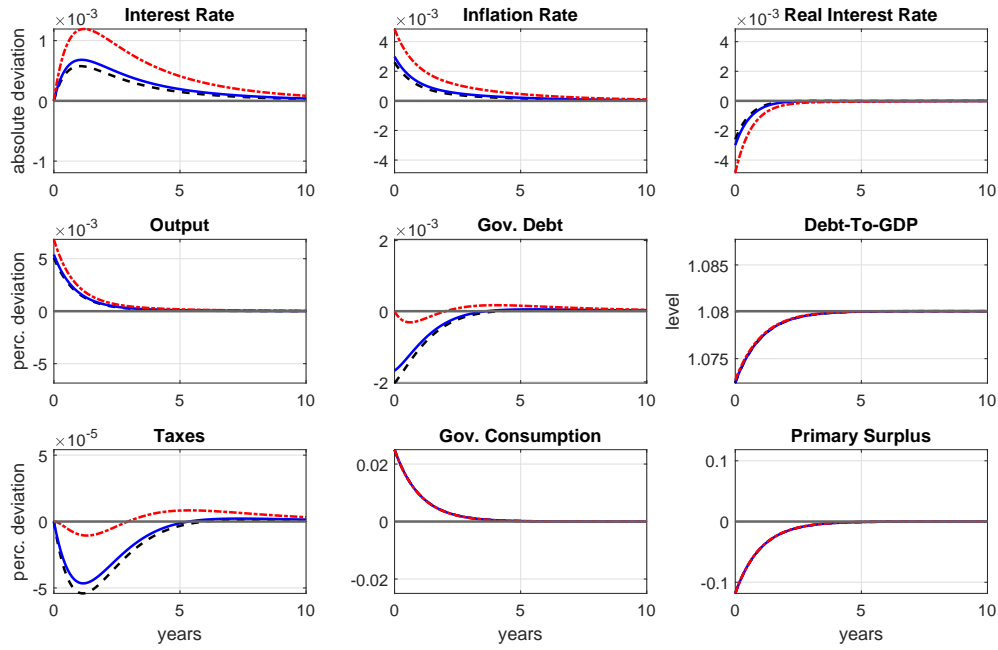 Interest Rate
×10⁻³
absolute deviation
1
0
-1
0 5 10
Inflation Rate
×10⁻³
4
2
0
-2
-4
0 5 10
Real Interest Rate
×10⁻³
4
2
0
-2
-4
0 5 10
Output
×10⁻³
perc. deviation
5
0
-5
0 5 10
Gov. Debt
×10⁻³
2
0
-2
0 5 10
Debt-To-GDP
level
1.085
1.08
1.075
0 5 10
Taxes
×10⁻⁵
perc. deviation
5
0
-5
0 5 10
years
Gov. Consumption
0.02
0
-0.02
0 5 10
years
Primary Surplus
0.1
0
-0.1
0 5 10
years